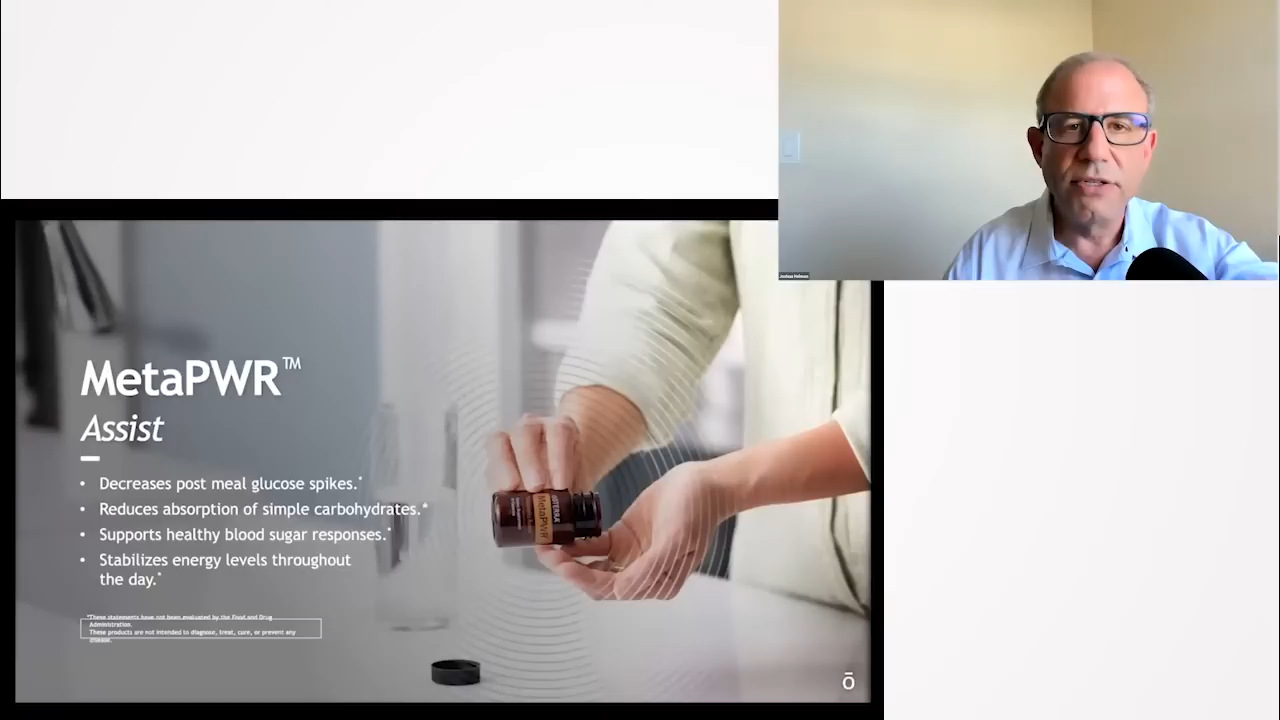 MetaPWR™
Assist
• Decreases post meal glucose spikes.*
• Reduces absorption of simple carbohydrates.*
• Supports healthy blood sugar responses.*
• Stabilizes energy levels throughout
the day.*
*These statements have not been evaluated by the Food and Drug
Administration.
These products are not intended to diagnose, treat, cure, or prevent any
disease.
dōTERRA
MetaPWR
ō